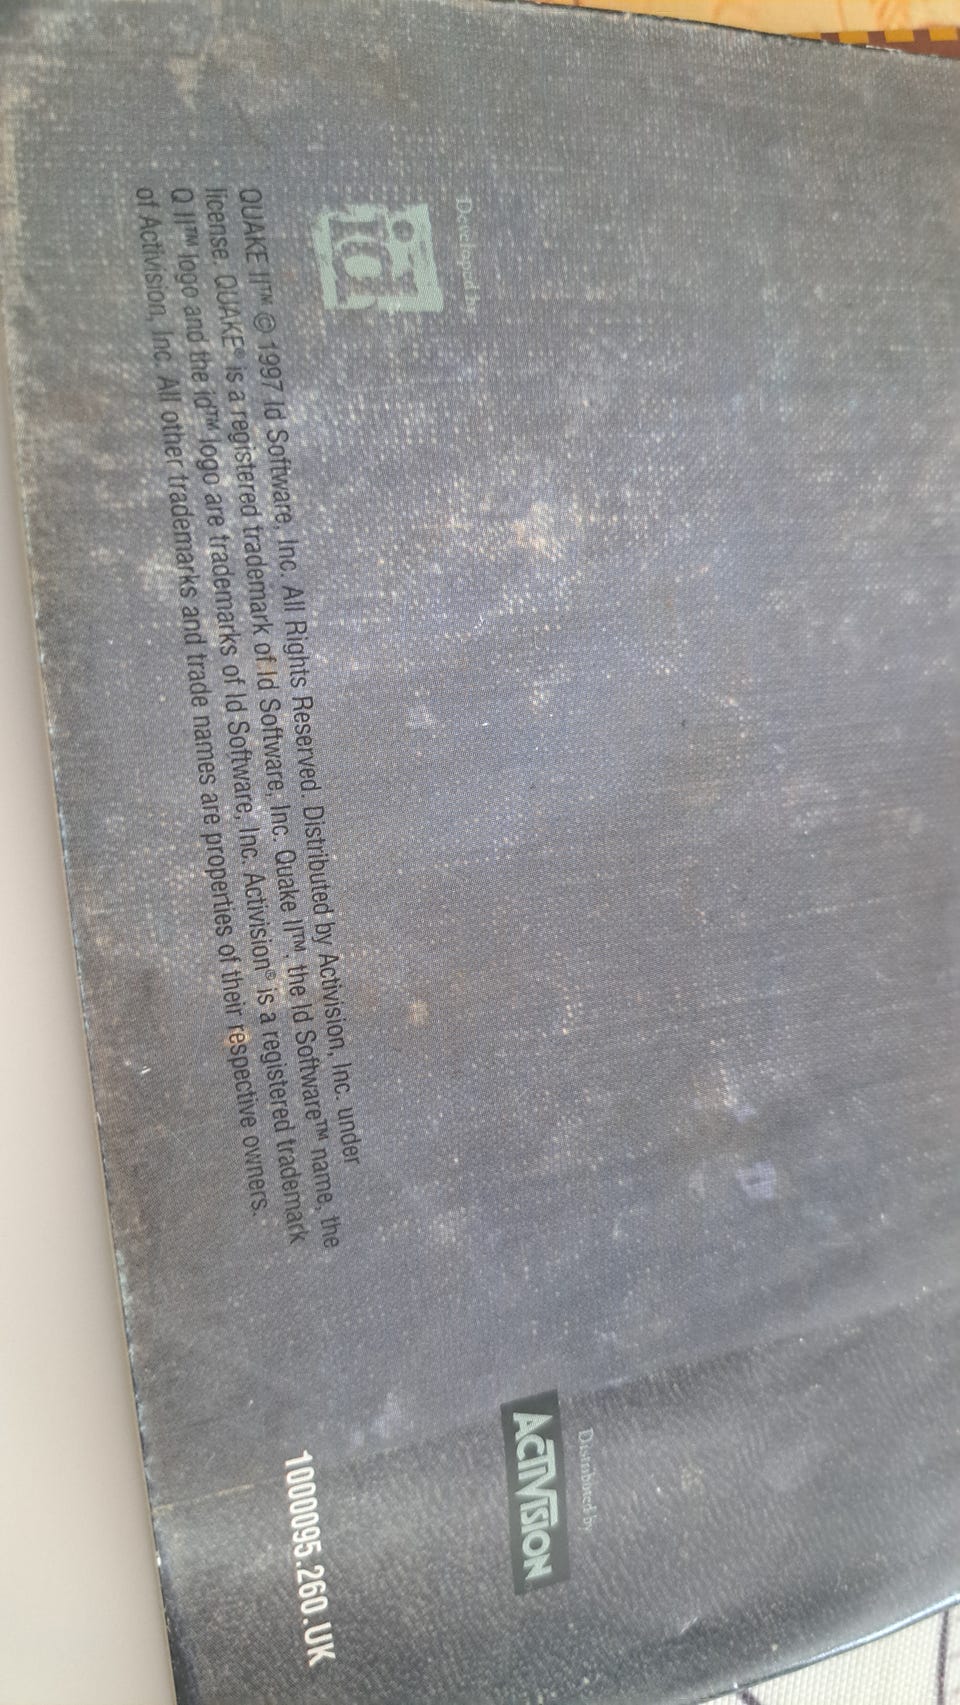 Developed by
id
QUAKE II™ © 1997 Id Software, Inc. All Rights Reserved. Distributed by Activision, Inc. under
license. QUAKE® is a registered trademark of Id Software, Inc. Quake II™, the Id Software™ name, the
Q II™ logo and the id™ logo are trademarks of Id Software, Inc. Activision® is a registered trademark
of Activision, Inc. All other trademarks and trade names are properties of their respective owners.
Distributed by
ACTIVISION
1000095.260.UK